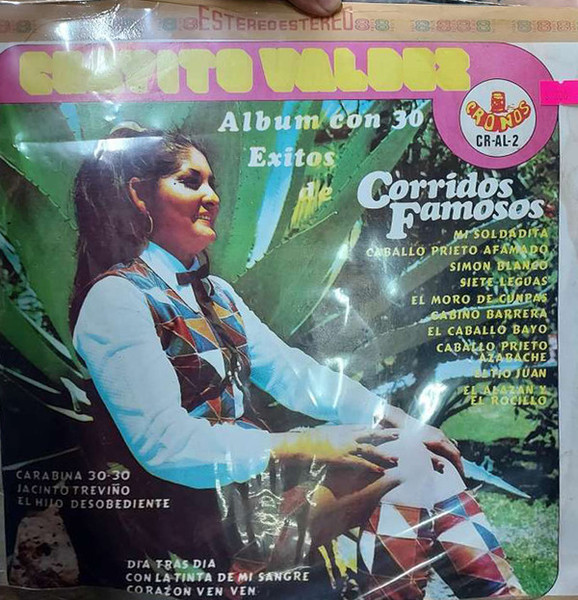 ESTEREO ESTEREO
CHAPITO VALDEZ
CRONOS
CR-AL-2
Album con 30
Exitos
de
Corridos
Famosos
MI SOLDADITA
CABALLO PRIETO AFAMADO
SIMON BLANCO
SIETE LEGUAS
EL MORO DE CUNPAS
GABINO BARRERA
EL CABALLO BAYO
CABALLO PRIETO
AZABACHE
EL TIO JUAN
EL ALAZAN Y
EL ROCILLO
CARABINA 30-30
JACINTO TREVIÑO
EL HIJO DESOBEDIENTE
DIA TRAS DIA
CON LA TINTA DE MI SANGRE
CORAZON VEN VEN